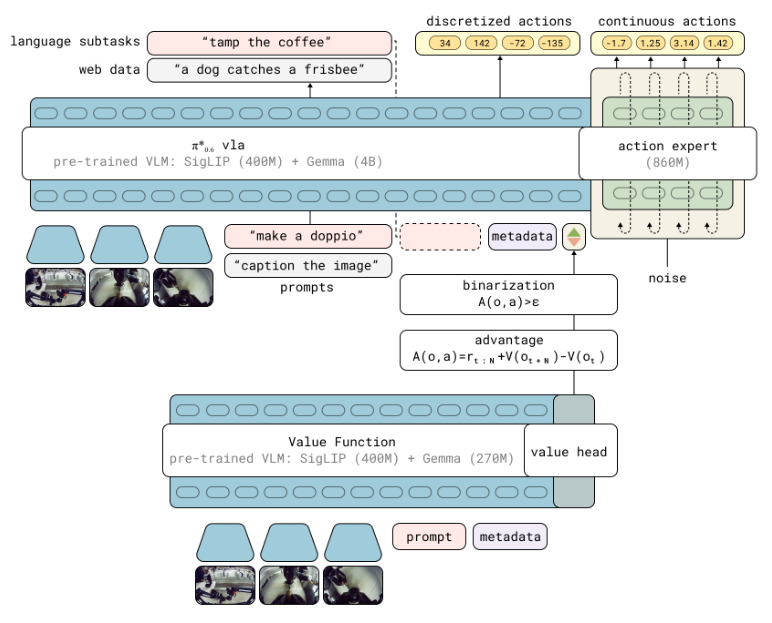 discretized actions
continuous actions
language subtasks
"tamp the coffee"
34 142 -72 -135
-1.7 1.25 3.14 1.42
web data
"a dog catches a frisbee"
π*0.6 vla
pre-trained VLM: SigLIP (400M) + Gemma (4B)
action expert
(860M)
"make a doppio"
metadata
"caption the image"
prompts
noise
binarization
A(o,a)>ε
advantage
A(o,a)=rt:N+V(ot+N)-V(ot)
Value Function
pre-trained VLM: SigLIP (400M) + Gemma (270M)
value head
prompt
metadata